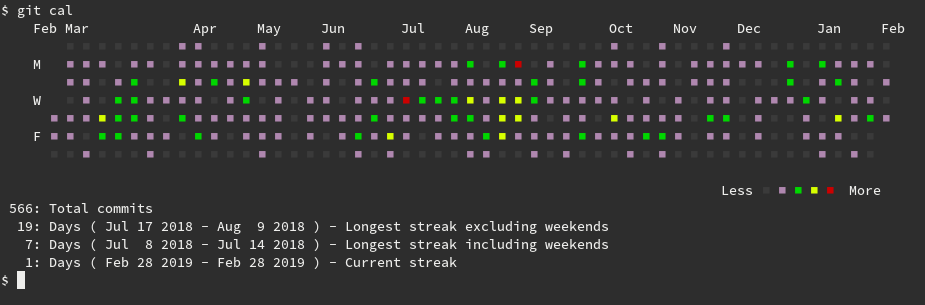 $ git cal
Feb Mar Apr May Jun Jul Aug Sep Oct Nov Dec Jan Feb
M
W
F
Less More
566: Total commits
19: Days ( Jul 17 2018 - Aug  9 2018 ) - Longest streak excluding weekends
7: Days ( Jul  8 2018 - Jul 14 2018 ) - Longest streak including weekends
1: Days ( Feb 28 2019 - Feb 28 2019 ) - Current streak
$